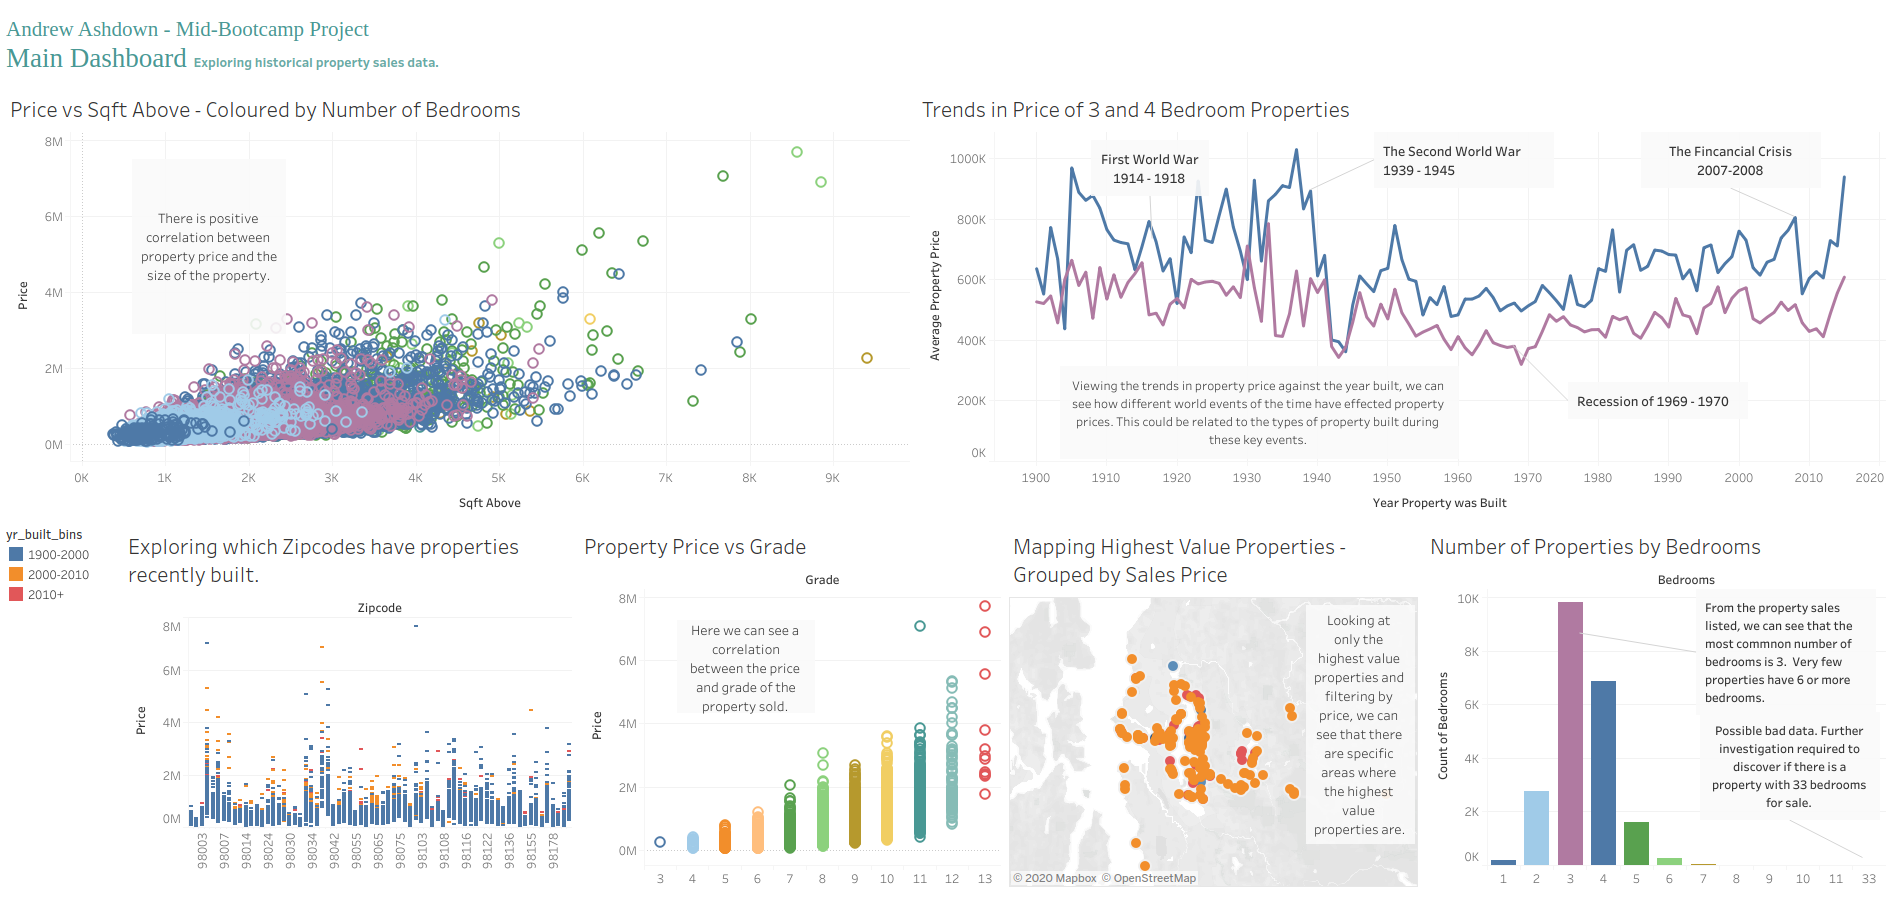 Andrew Ashdown - Mid-Bootcamp Project
Main Dashboard Exploring historical property sales data.
Price vs Sqft Above - Coloured by Number of Bedrooms
8M
6M
4M
2M
0M
Price
There is positive
correlation between
property price and the
size of the property.
0K 1K 2K 3K 4K 5K 6K 7K 8K 9K
Sqft Above
Trends in Price of 3 and 4 Bedroom Properties
1000K
800K
600K
400K
200K
0K
Average Property Price
First World War
1914 - 1918
The Second World War
1939 - 1945
The Fincancial Crisis
2007-2008
Viewing the trends in property price against the year built, we can
see how different world events of the time have effected property
prices. This could be related to the types of property built during
these key events.
Recession of 1969 - 1970
1900 1910 1920 1930 1940 1950 1960 1970 1980 1990 2000 2010 2020
Year Property was Built
yr_built_bins
1900-2000
2000-2010
2010+
Exploring which Zipcodes have properties
recently built.
Zipcode
8M
6M
4M
2M
0M
Price
98003 98007 98014 98024 98030 98034 98042 98055 98065 98075 98103 98108 98116 98122 98136 98155 98178
Property Price vs Grade
Grade
8M
6M
4M
2M
0M
Price
Here we can see a
correlation
between the price
and grade of the
property sold.
3 4 5 6 7 8 9 10 11 12 13
Mapping Highest Value Properties -
Grouped by Sales Price
Looking at
only the
highest value
properties and
filtering by
price, we can
see that there
are specific
areas where
the highest
value
properties are.
© 2020 Mapbox © OpenStreetMap
Number of Properties by Bedrooms
Bedrooms
10K
8K
6K
4K
2K
0K
Count of Bedrooms
From the property sales
listed, we can see that the
most commnon number of
bedrooms is 3. Very few
properties have 6 or more
bedrooms.
Possible bad data. Further
investigation required to
discover if there is a
property with 33 bedrooms
for sale.
1 2 3 4 5 6 7 8 9 10 11 33